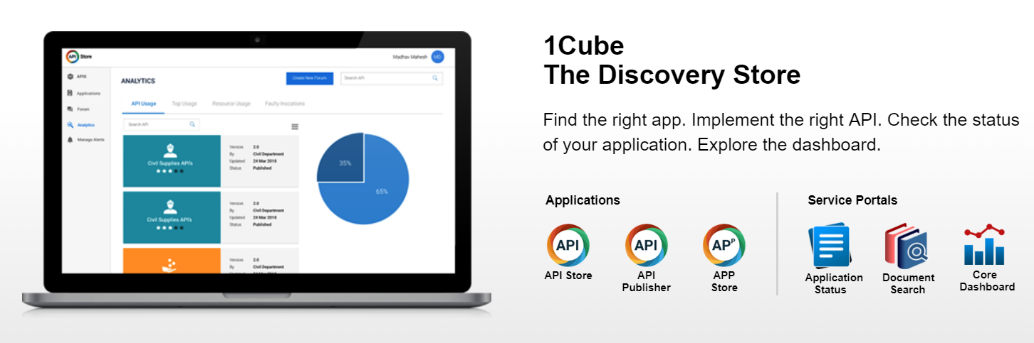 API Store
Madhav Mahesh
MC
APIS
Applications
Forum
Analytics
Manage Alerts
ANALYTICS
Create New Forum
Search API
API Usage
Top Usage
Resource Usage
Faulty Invocations
Search API
Civil Supplies API's
Version 2.0
By Civil Department
Updated 24 Mar 2018
Status Published
Civil Supplies API's
Version 2.0
By Civil Department
Updated 24 Mar 2018
Status Published
Version 2.0
By Civil Department
Updated 24 Mar 2018
Status Published
35%
65%
1Cube
The Discovery Store
Find the right app. Implement the right API. Check the status
of your application. Explore the dashboard.
Applications
API
API Store
API
API
Publisher
APP
APP
Store
Service Portals
Application
Status
Document
Search
Core
Dashboard